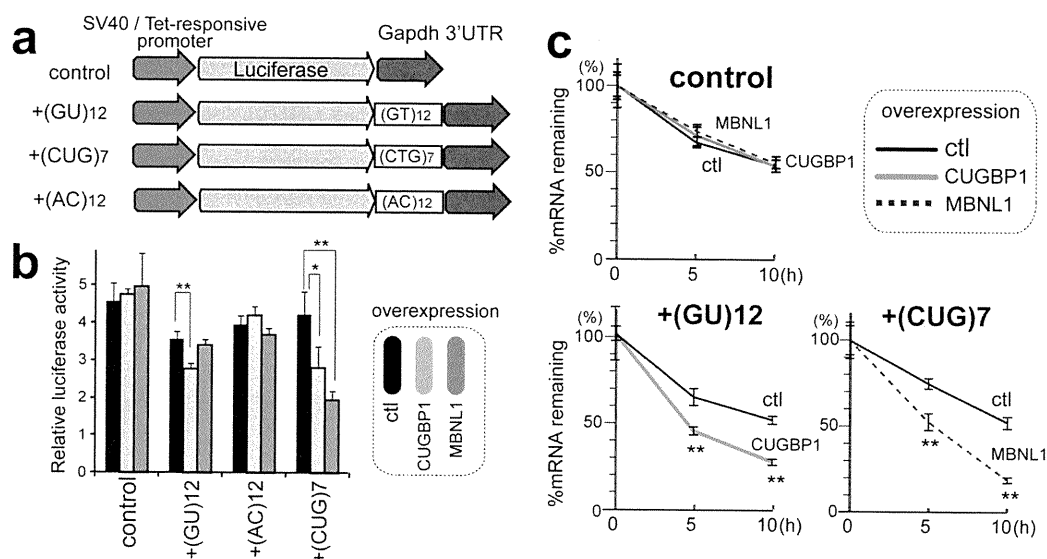 a
SV40 / Tet-responsive
promoter
Gapdh 3'UTR
control
Luciferase
+(GU)12
(GT)12
+(CUG)7
(CTG)7
+(AC)12
(AC)12
b
Relative luciferase activity
5
4
3
2
1
0
**
*
**
control
+(GU)12
+(AC)12
+(CUG)7
overexpression
ctl
CUGBP1
MBNL1
c
(%)
control
%mRNA remaining
100
50
0
MBNL1
ctl
CUGBP1
0
5
10(h)
overexpression
ctl
CUGBP1
MBNL1
+(GU)12
(%)
%mRNA remaining
100
50
0
ctl
CUGBP1
**
**
0
5
10(h)
+(CUG)7
(%)
100
50
0
ctl
MBNL1
**
**
0
5
10(h)